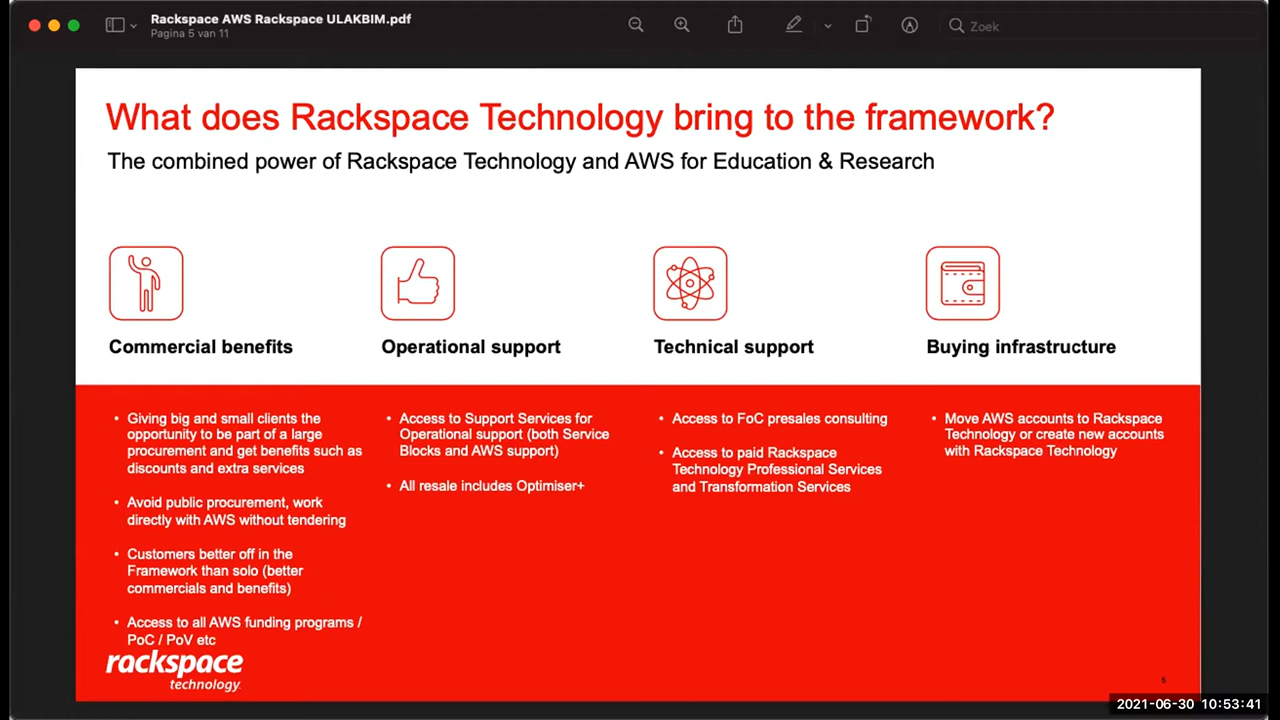 Rackspace AWS Rackspace ULAKBIM.pdf
Pagina 5 van 11
Zoek
What does Rackspace Technology bring to the framework?
The combined power of Rackspace Technology and AWS for Education & Research
Commercial benefits
• Giving big and small clients the
opportunity to be part of a large
procurement and get benefits such as
discounts and extra services
• Avoid public procurement, work
directly with AWS without tendering
• Customers better off in the
Framework than solo (better
commercials and benefits)
• Access to all AWS funding programs /
PoC / PoV etc
Operational support
• Access to Support Services for
Operational support (both Service
Blocks and AWS support)
• All resale includes Optimiser+
Technical support
• Access to FoC presales consulting
• Access to paid Rackspace
Technology Professional Services
and Transformation Services
Buying infrastructure
• Move AWS accounts to Rackspace
Technology or create new accounts
with Rackspace Technology
rackspace
technology.
5
2021-06-30 10:53:41